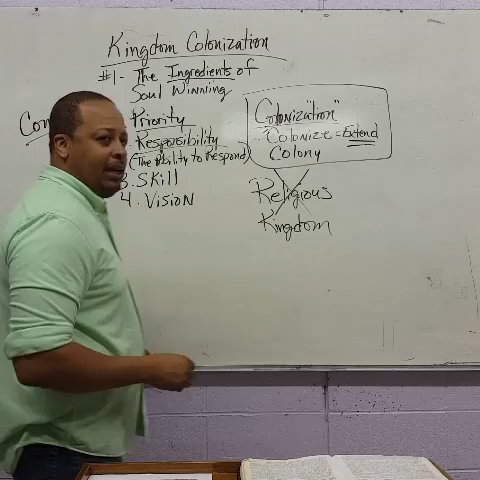 Kingdom Colonization
#1- The Ingredients of
Soul Winning
Con
Priority
Responsibility
(The Ability to Respond)
3. Skill
4. Vision
Colonization"
Colonize = Extend
Colony
Religious
Kingdom